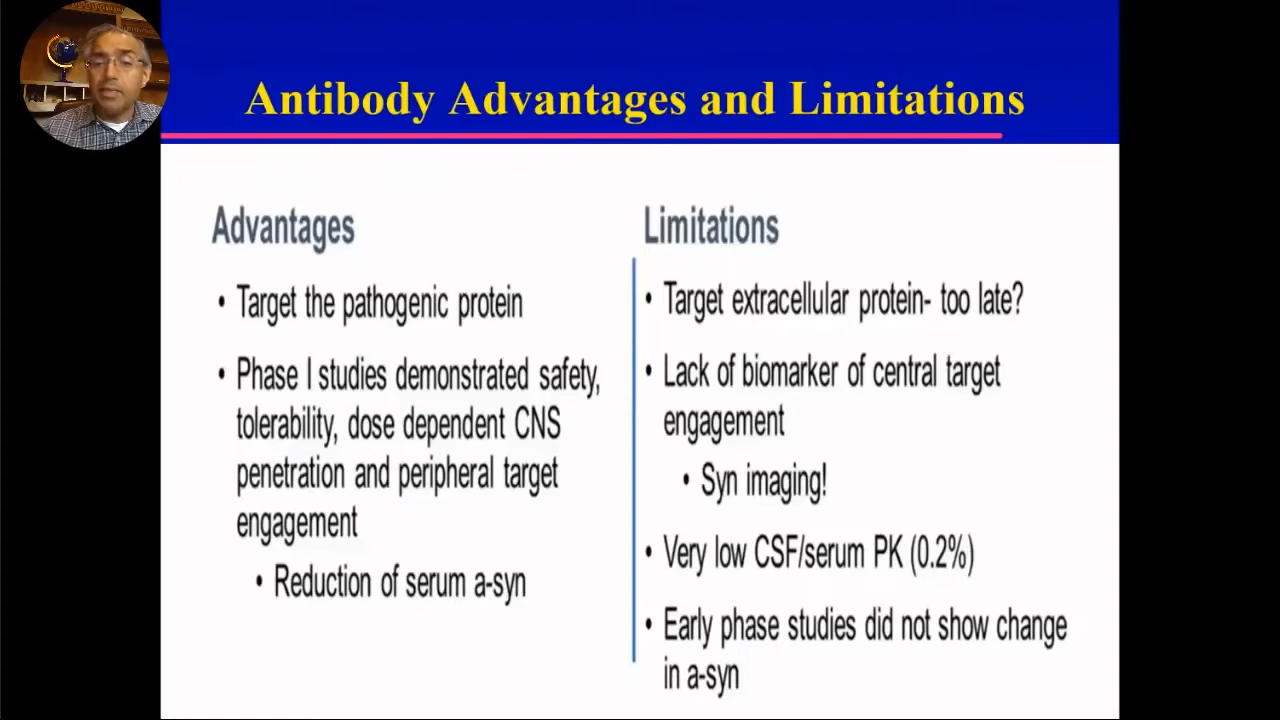 Antibody Advantages and Limitations
Advantages
• Target the pathogenic protein
• Phase I studies demonstrated safety,
tolerability, dose dependent CNS
penetration and peripheral target
engagement
• Reduction of serum a-syn
Limitations
• Target extracellular protein- too late?
• Lack of biomarker of central target
engagement
• Syn imaging!
• Very low CSF/serum PK (0.2%)
• Early phase studies did not show change
in a-syn